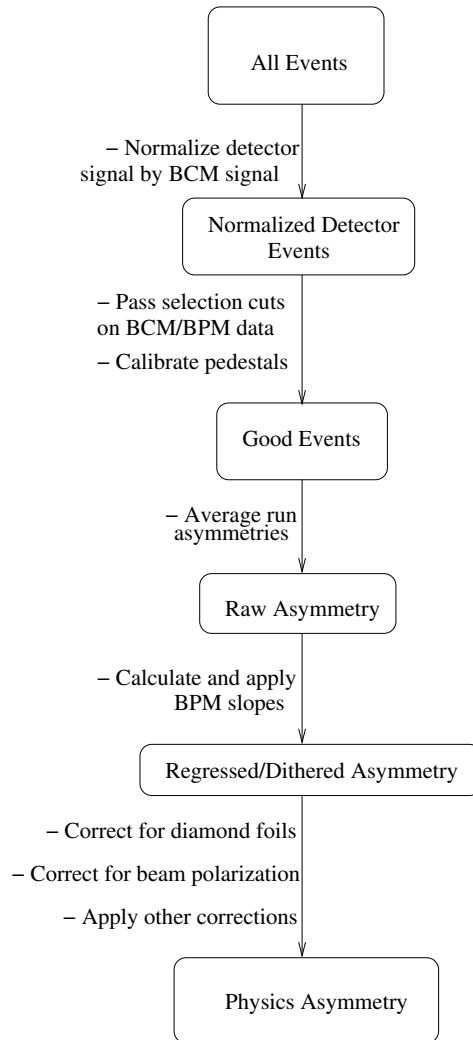 All Events
– Normalize detector
signal by BCM signal
Normalized Detector
Events
– Pass selection cuts
on BCM/BPM data
– Calibrate pedestals
Good Events
– Average run
asymmetries
Raw Asymmetry
– Calculate and apply
BPM slopes
Regressed/Dithered Asymmetry
– Correct for diamond foils
– Correct for beam polarization
– Apply other corrections
Physics Asymmetry